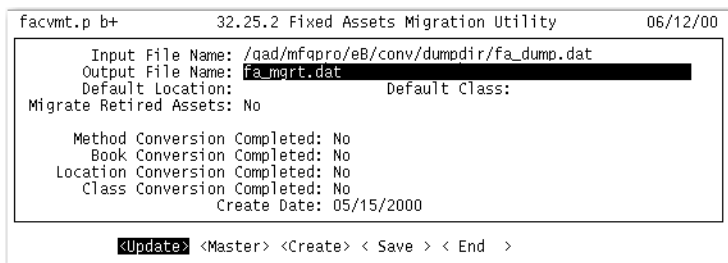 facvmt.p b+ 32.25.2 Fixed Assets Migration Utility 06/12/00
Input File Name: /qad/mfgpro/eB/conv/dumpdir/fa_dump.dat
Output File Name: fa_mgrt.dat
Default Location: Default Class:
Migrate Retired Assets: No
Method Conversion Completed: No
Book Conversion Completed: No
Location Conversion Completed: No
Class Conversion Completed: No
Create Date: 05/15/2000
<Update> <Master> <Create> < Save > < End >